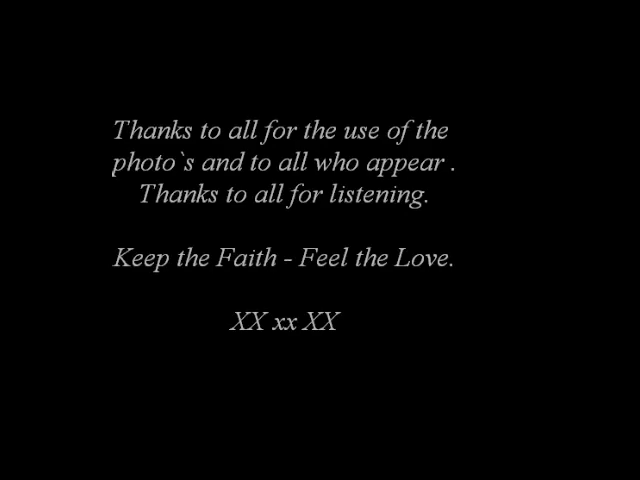 Thanks to all for the use of the
photo`s and to all who appear .
Thanks to all for listening.
Keep the Faith - Feel the Love.
XX xx XX